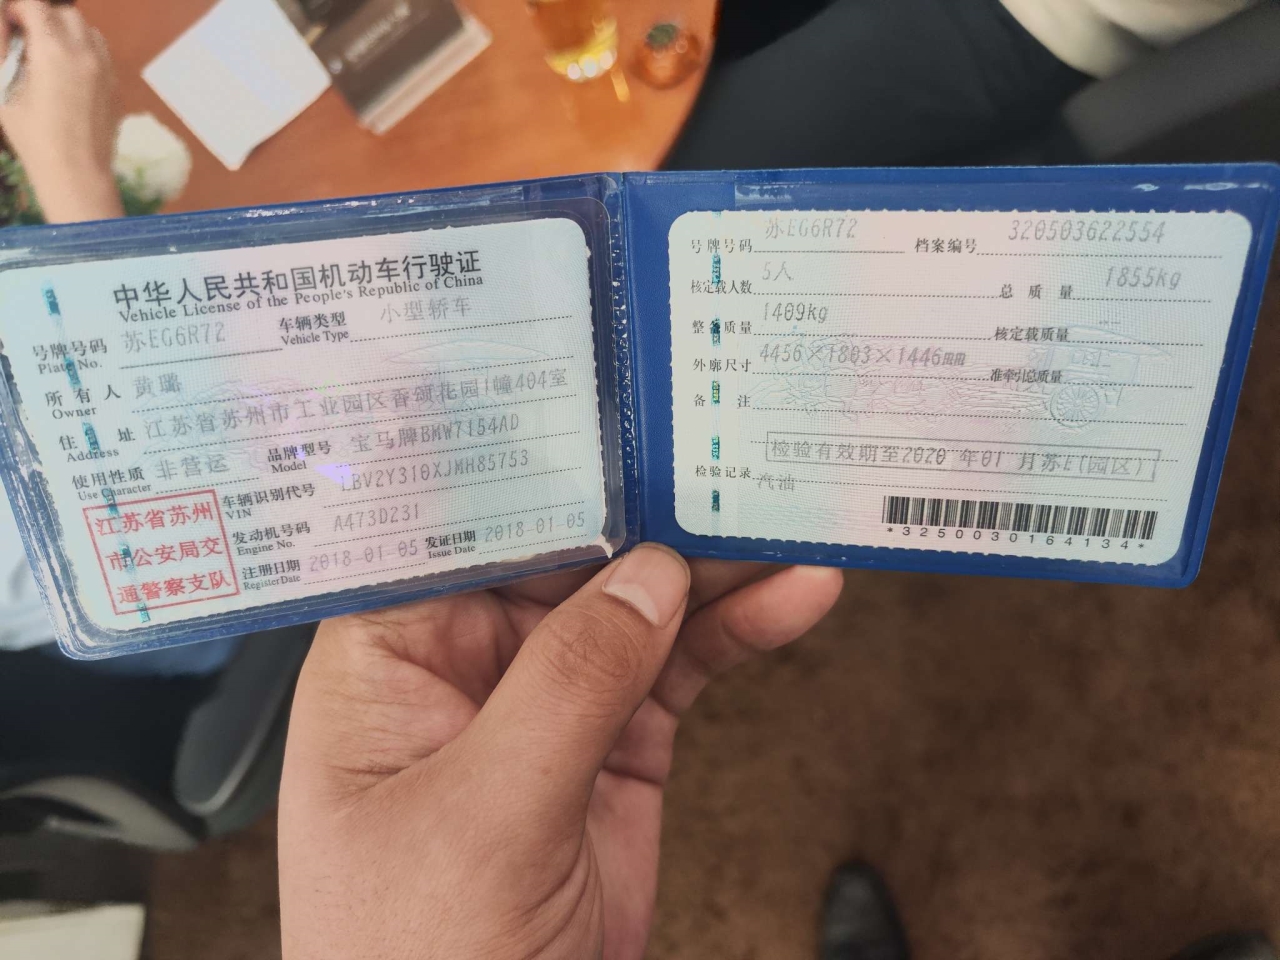 中华人民共和国机动车行驶证
Vehicle License of the People's Republic of China
号牌号码 苏EG6R72 车辆类型 小型轿车
Plate No. Vehicle Type
所有人 黄璐
Owner
住址 江苏省苏州市工业园区香颂花园1幢404室
Address
使用性质 非营运 品牌型号 宝马牌BMW7154AD
Use Character Model
江苏省苏州
市公安局交
通警察支队
车辆识别代号 LBV2Y310XJMH85753
VIN
发动机号码 A473D231
Engine No.
注册日期 2018-01-05 发证日期 2018-01-05
Register Date Issue Date
号牌号码 苏EG6R72 档案编号 320503622554
核定载人数 5人 总质量 1855kg
整备质量 1409kg 核定载质量 --
外廓尺寸 4456×1803×1446mm 准牵引总质量 --
备注
检验有效期至2020年01月苏E(园区)
检验记录 汽油
*3250030164134*